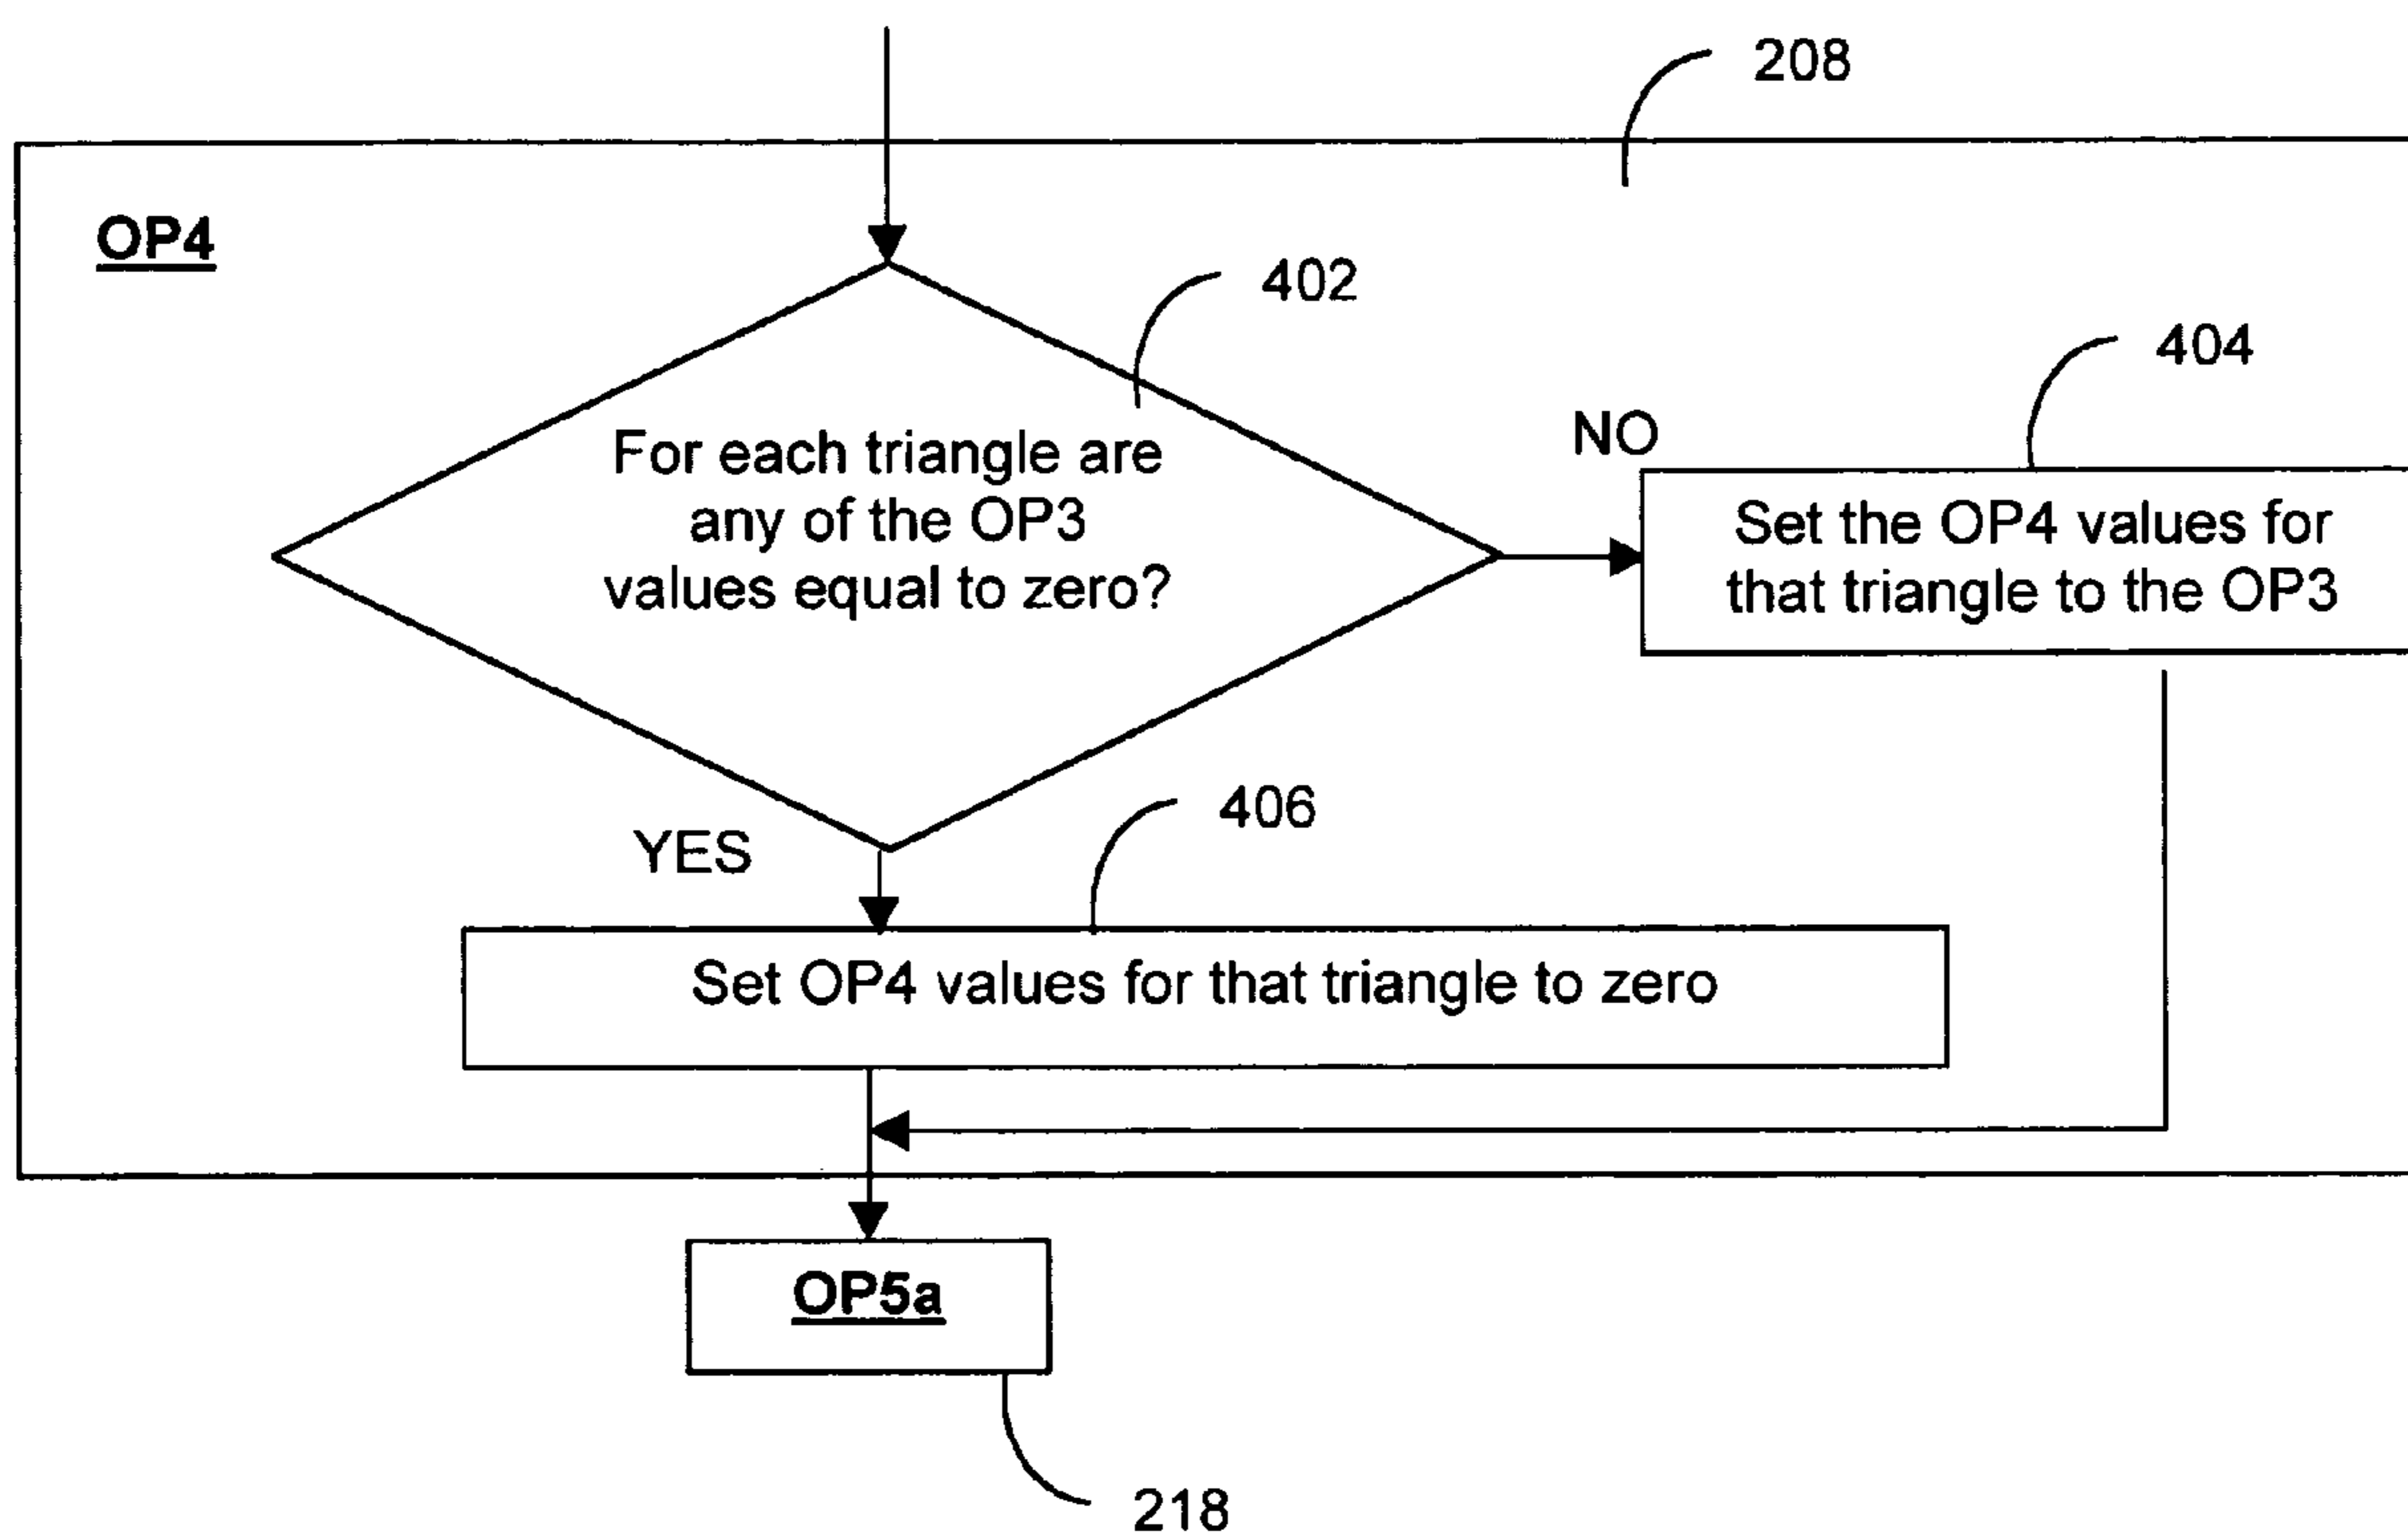 208
OP4
402
404
For each triangle are
any of the OP3
values equal to zero?
NO
Set the OP4 values for
that triangle to the OP3
YES
406
Set OP4 values for that triangle to zero
OP5a
218